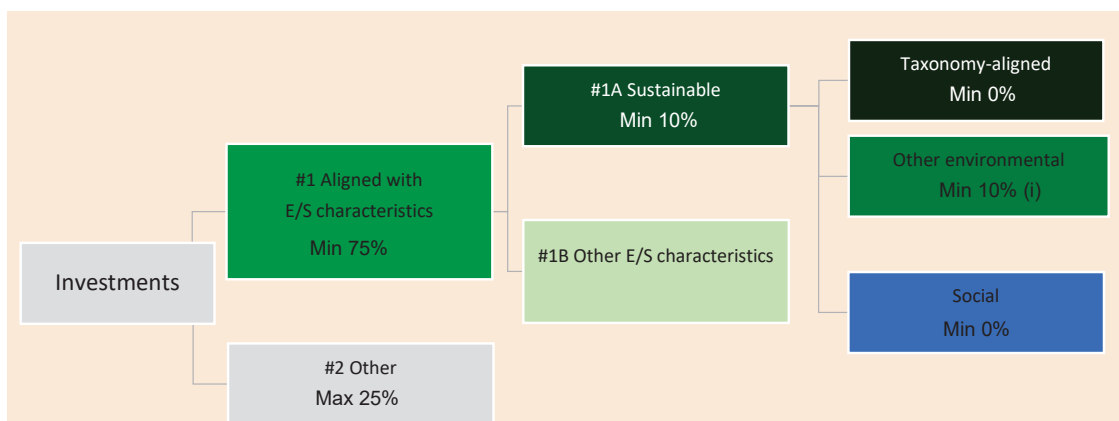 Investments
#1 Aligned with
E/S characteristics
Min 75%
#2 Other
Max 25%
#1A Sustainable
Min 10%
#1B Other E/S characteristics
Taxonomy-aligned
Min 0%
Other environmental
Min 10% (i)
Social
Min 0%